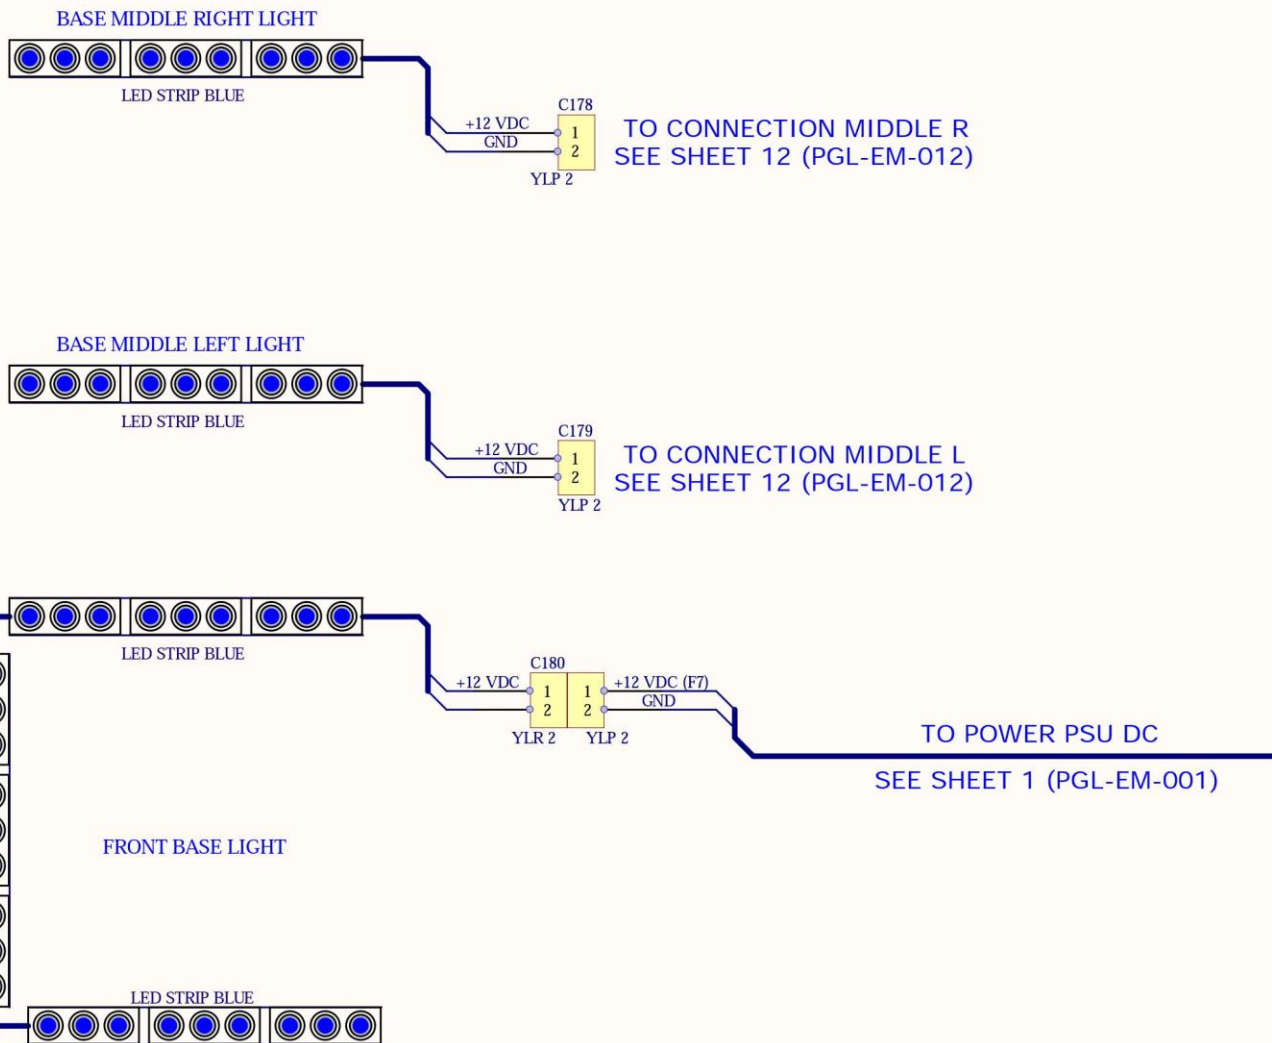 BASE MIDDLE RIGHT LIGHT
LED STRIP BLUE
C178
+12 VDC 1
GND 2
YLP 2
TO CONNECTION MIDDLE R
SEE SHEET 12 (PGL-EM-012)
BASE MIDDLE LEFT LIGHT
LED STRIP BLUE
C179
+12 VDC 1
GND 2
YLP 2
TO CONNECTION MIDDLE L
SEE SHEET 12 (PGL-EM-012)
LED STRIP BLUE
C180
+12 VDC 1 1 +12 VDC (F7)
2 2 GND
YLR 2 YLP 2
TO POWER PSU DC
SEE SHEET 1 (PGL-EM-001)
FRONT BASE LIGHT
LED STRIP BLUE